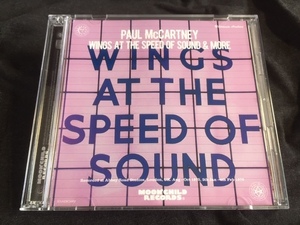 PAUL McCARTNEY
WINGS AT THE SPEED OF SOUND & MORE
WINGS
AT THE
SPEED OF
SOUND
MOONCHILD
RECORDS